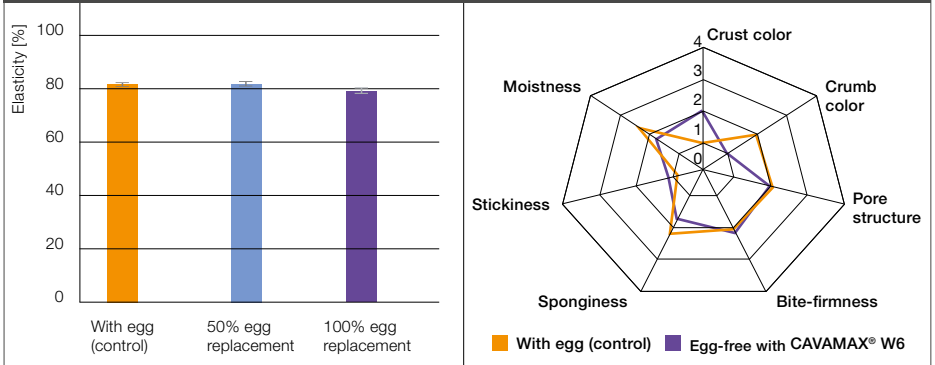 Elasticity [%]
100
80
60
40
20
0
With egg
(control)
50% egg
replacement
100% egg
replacement
4
3
2
1
0
Crust color
Crumb
color
Pore
structure
Bite-firmness
Sponginess
Stickiness
Moistness
With egg (control)
Egg-free with CAVAMAX® W6